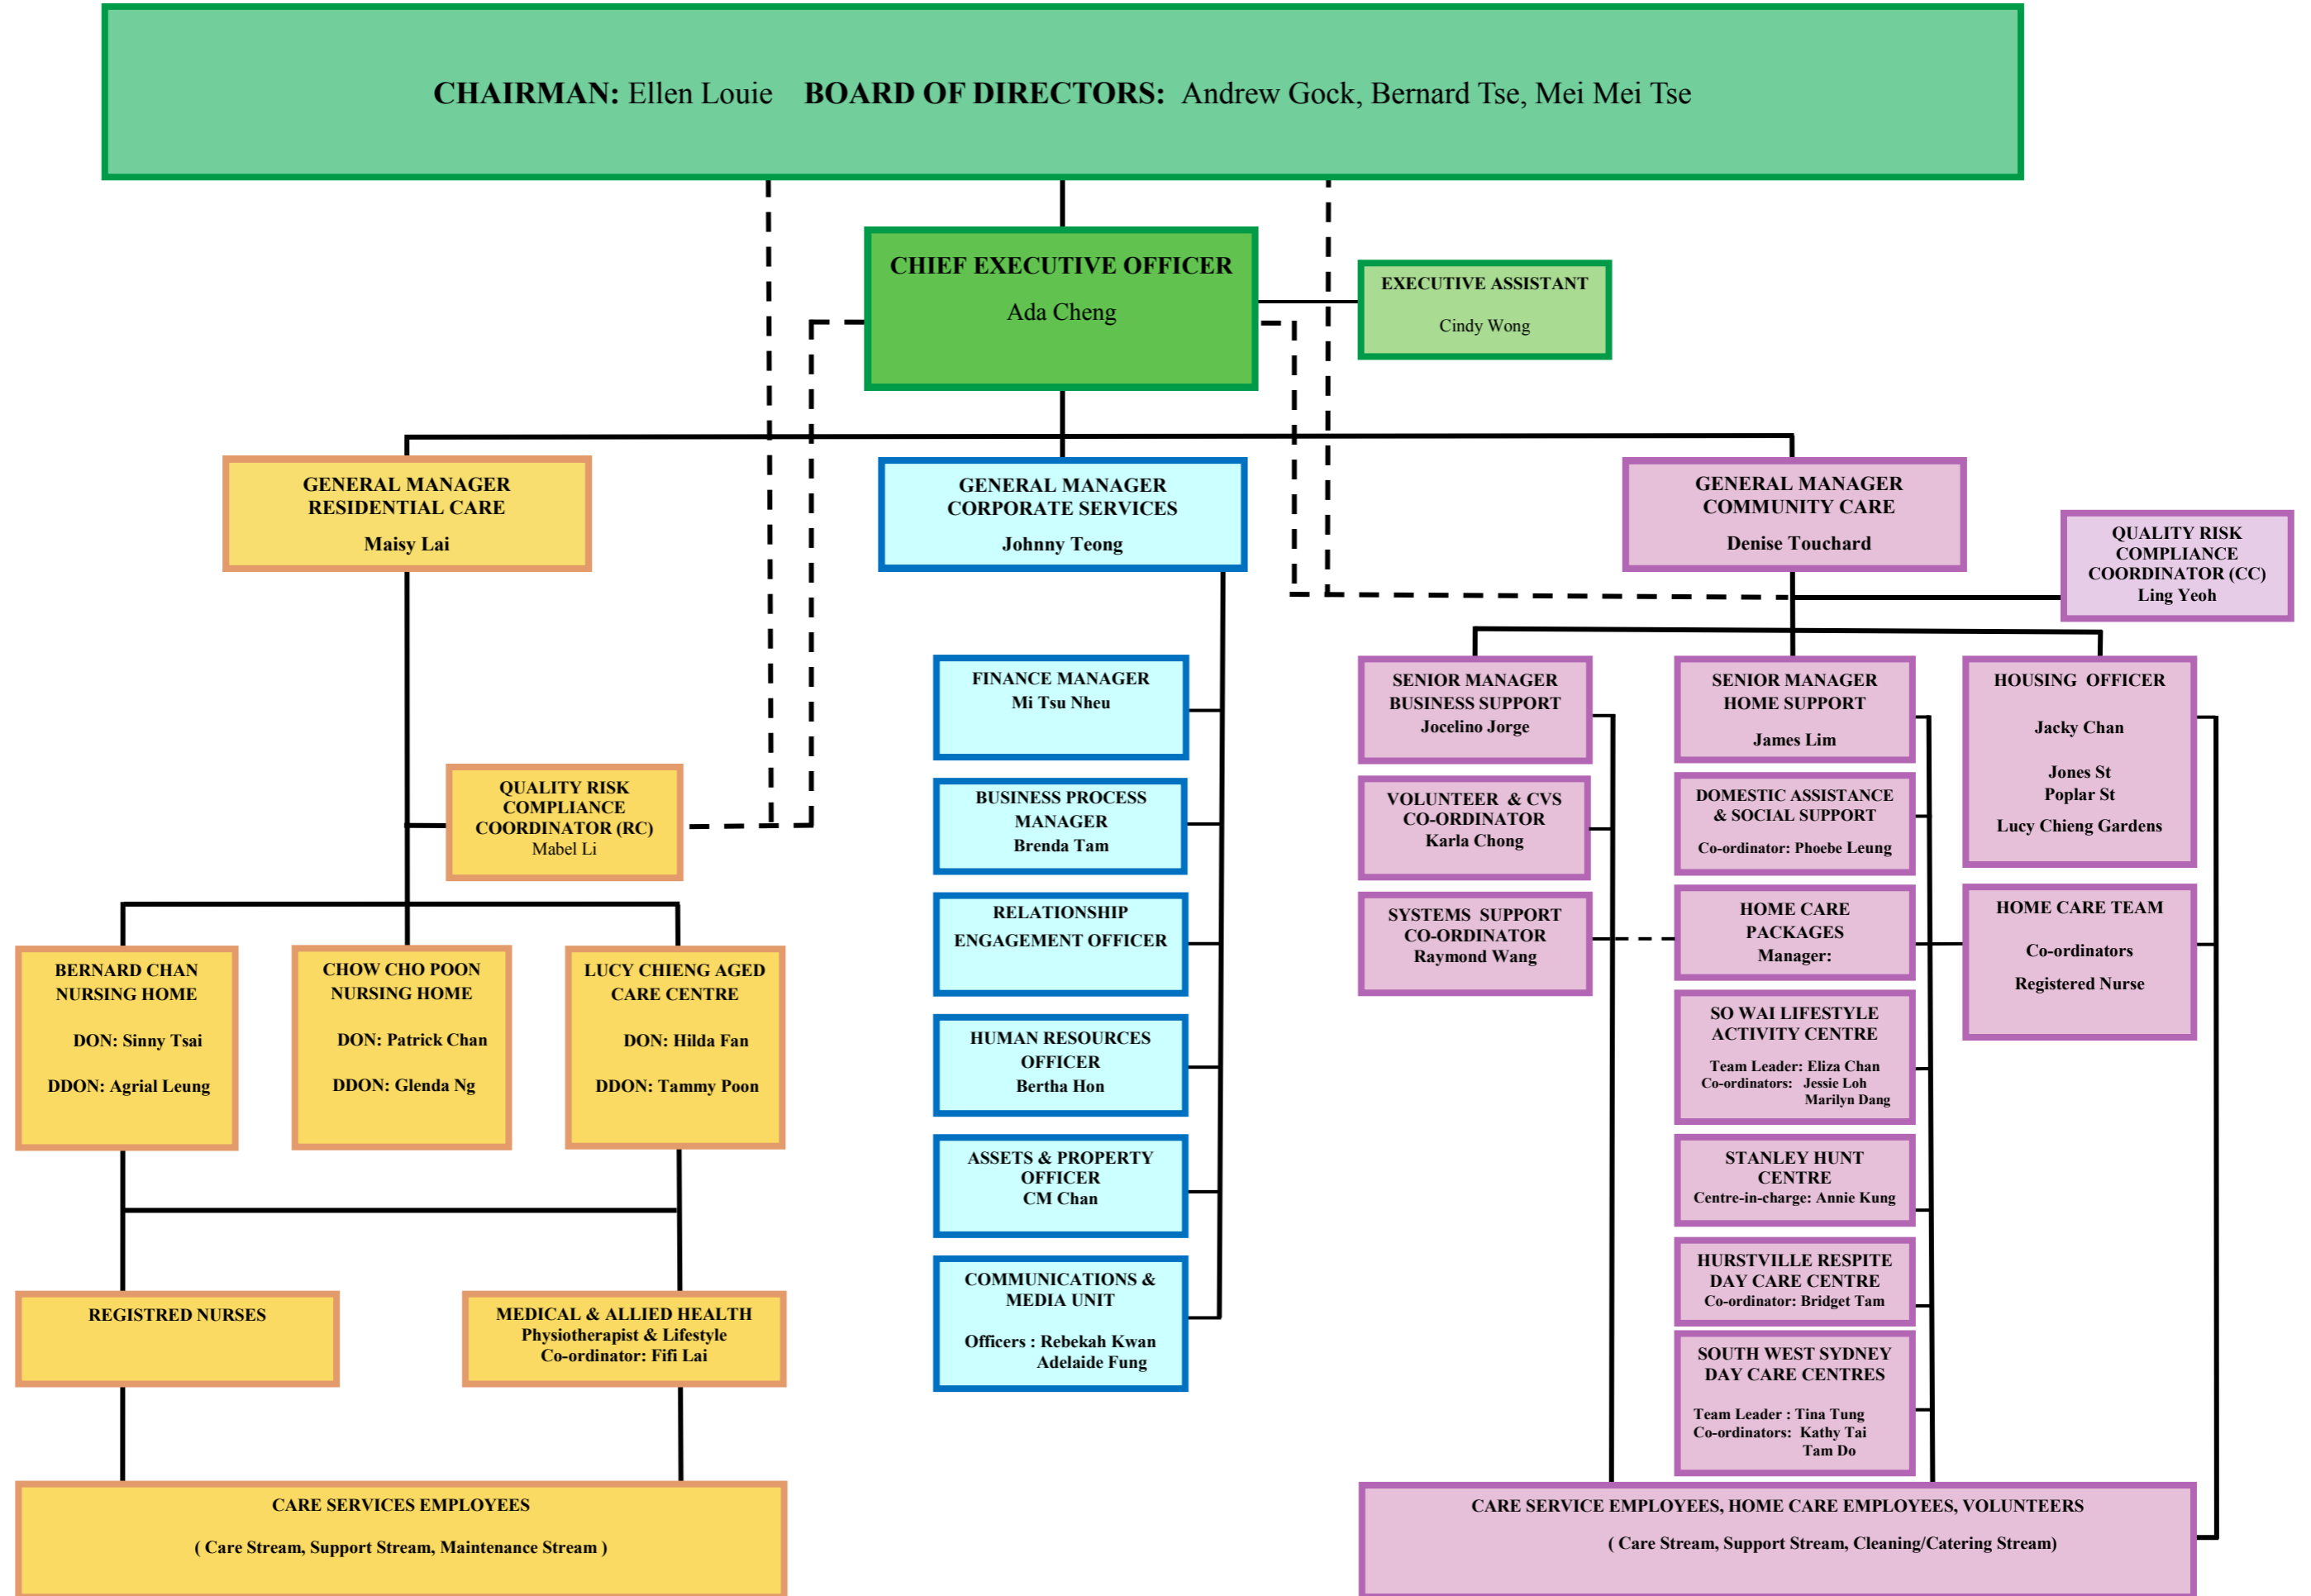 CHAIRMAN: Ellen Louie BOARD OF DIRECTORS: Andrew Gock, Bernard Tse, Mei Mei Tse
CHIEF EXECUTIVE OFFICER
Ada Cheng
EXECUTIVE ASSISTANT
Cindy Wong
GENERAL MANAGER
RESIDENTIAL CARE
Maisy Lai
GENERAL MANAGER
CORPORATE SERVICES
Johnny Teong
GENERAL MANAGER
COMMUNITY CARE
Denise Touchard
QUALITY RISK
COMPLIANCE
COORDINATOR (CC)
Ling Yeoh
QUALITY RISK
COMPLIANCE
COORDINATOR (RC)
Mabel Li
BERNARD CHAN
NURSING HOME
DON: Sinny Tsai
DDON: Agrial Leung
CHOW CHO POON
NURSING HOME
DON: Patrick Chan
DDON: Glenda Ng
LUCY CHIENG AGED
CARE CENTRE
DON: Hilda Fan
DDON: Tammy Poon
REGISTRED NURSES
MEDICAL & ALLIED HEALTH
Physiotherapist & Lifestyle
Co-ordinator: Fifi Lai
CARE SERVICES EMPLOYEES
( Care Stream, Support Stream, Maintenance Stream )
FINANCE MANAGER
Mi Tsu Nheu
BUSINESS PROCESS
MANAGER
Brenda Tam
RELATIONSHIP
ENGAGEMENT OFFICER
HUMAN RESOURCES
OFFICER
Bertha Hon
ASSETS & PROPERTY
OFFICER
CM Chan
COMMUNICATIONS &
MEDIA UNIT
Officers : Rebekah Kwan
Adelaide Fung
SENIOR MANAGER
BUSINESS SUPPORT
Jocelino Jorge
VOLUNTEER & CVS
CO-ORDINATOR
Karla Chong
SYSTEMS SUPPORT
CO-ORDINATOR
Raymond Wang
SENIOR MANAGER
HOME SUPPORT
James Lim
DOMESTIC ASSISTANCE
& SOCIAL SUPPORT
Co-ordinator: Phoebe Leung
HOME CARE
PACKAGES
Manager:
SO WAI LIFESTYLE
ACTIVITY CENTRE
Team Leader: Eliza Chan
Co-ordinators: Jessie Loh
Marilyn Dang
STANLEY HUNT
CENTRE
Centre-in-charge: Annie Kung
HURSTVILLE RESPITE
DAY CARE CENTRE
Co-ordinator: Bridget Tam
SOUTH WEST SYDNEY
DAY CARE CENTRES
Team Leader : Tina Tung
Co-ordinators: Kathy Tai
Tam Do
HOUSING OFFICER
Jacky Chan
Jones St
Poplar St
Lucy Chieng Gardens
HOME CARE TEAM
Co-ordinators
Registered Nurse
CARE SERVICE EMPLOYEES, HOME CARE EMPLOYEES, VOLUNTEERS
( Care Stream, Support Stream, Cleaning/Catering Stream)